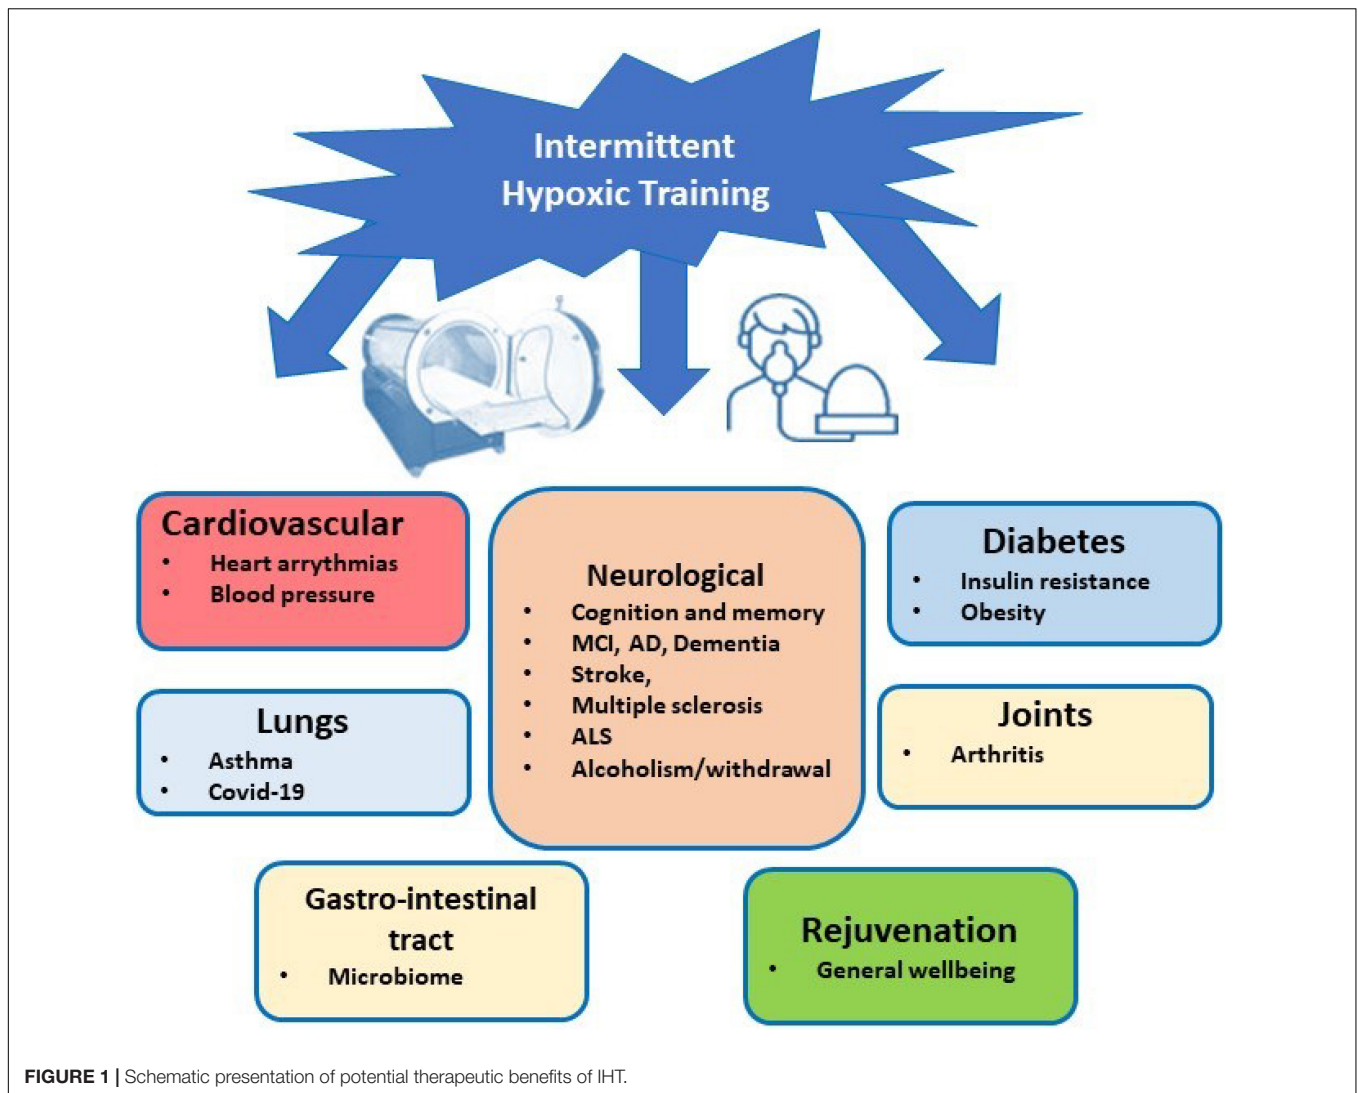 Intermittent
Hypoxic Training
Cardiovascular
• Heart arrythmias
• Blood pressure
Neurological
• Cognition and memory
• MCI, AD, Dementia
• Stroke,
• Multiple sclerosis
• ALS
• Alcoholism/withdrawal
Diabetes
• Insulin resistance
• Obesity
Lungs
• Asthma
• Covid-19
Joints
• Arthritis
Gastro-intestinal
tract
• Microbiome
Rejuvenation
• General wellbeing
FIGURE 1 | Schematic presentation of potential therapeutic benefits of IHT.